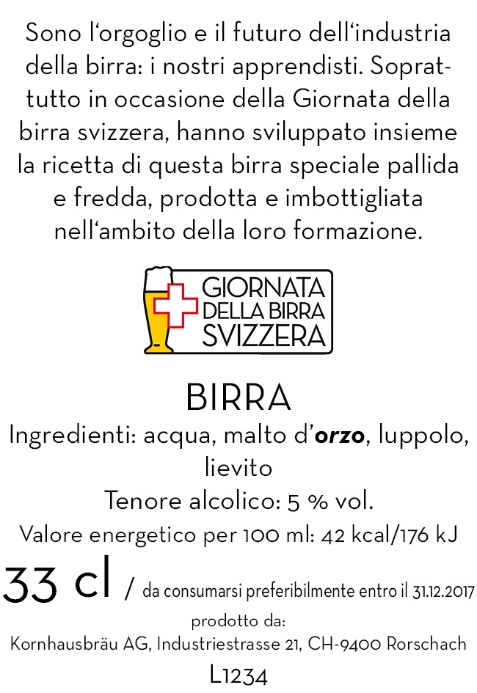 Sono l‘orgoglio e il futuro dell‘industria
della birra: i nostri apprendisti. Soprat-
tutto in occasione della Giornata della
birra svizzera, hanno sviluppato insieme
la ricetta di questa birra speciale pallida
e fredda, prodotta e imbottigliata
nell‘ambito della loro formazione.
GIORNATA
DELLA BIRRA
SVIZZERA
BIRRA
Ingredienti: acqua, malto d’orzo, luppolo,
lievito
Tenore alcolico: 5 % vol.
Valore energetico per 100 ml: 42 kcal/176 kJ
33 cl / da consumarsi preferibilmente entro il 31.12.2017
prodotto da:
Kornhausbräu AG, Industriestrasse 21, CH-9400 Rorschach
L1234